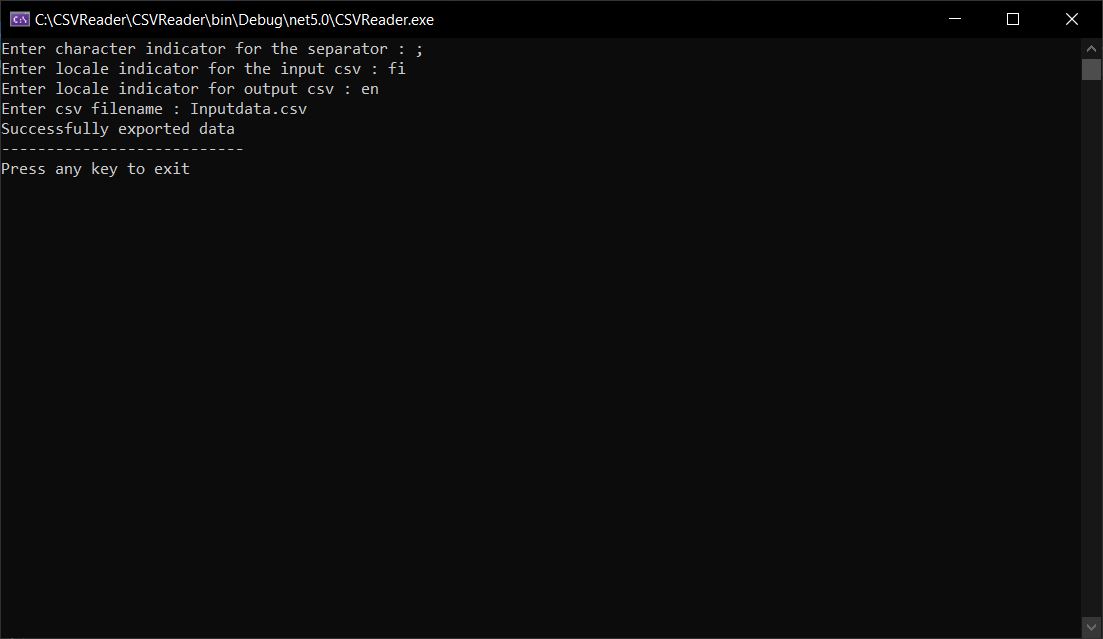 C:\CSVReader\CSVReader\bin\Debug\net5.0\CSVReader.exe
Enter character indicator for the separator : ;
Enter locale indicator for the input csv : fi
Enter locale indicator for output csv : en
Enter csv filename : Inputdata.csv
Successfully exported data
---------------------------
Press any key to exit